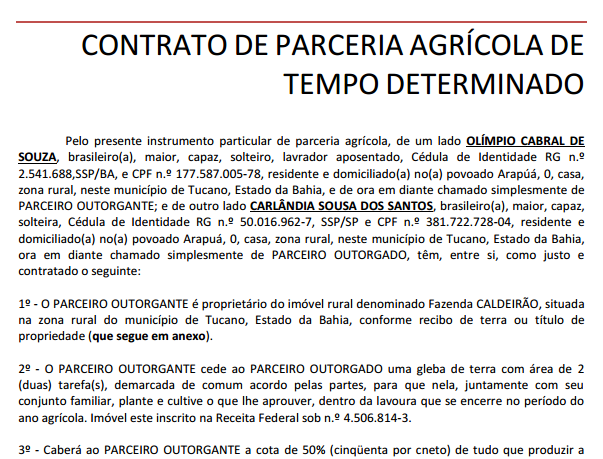 CONTRATO DE PARCERIA AGRÍCOLA DE
TEMPO DETERMINADO
Pelo presente instrumento particular de parceria agrícola, de um lado OLÍMPIO CABRAL DE
SOUZA, brasileiro(a), maior, capaz, solteiro, lavrador aposentado, Cédula de Identidade RG n.º
2.541.688,SSP/BA, e CPF n.º 177.587.005-78, residente e domiciliado(a) no(a) povoado Arapúá, 0, casa,
zona rural, neste município de Tucano, Estado da Bahia, e de ora em diante chamado simplesmente de
PARCEIRO OUTORGANTE; e de outro lado CARLÂNDIA SOUSA DOS SANTOS, brasileiro(a), maior, capaz,
solteira, Cédula de Identidade RG n.º 50.016.962-7, SSP/SP e CPF n.º 381.722.728-04, residente e
domiciliado(a) no(a) povoado Arapuá, 0, casa, zona rural, neste município de Tucano, Estado da Bahia,
ora em diante chamado simplesmente de PARCEIRO OUTORGADO, têm, entre si, como justo e
contratado o seguinte:
1º - O PARCEIRO OUTORGANTE é proprietário do imóvel rural denominado Fazenda CALDEIRÃO, situada
na zona rural do município de Tucano, Estado da Bahia, conforme recibo de terra ou título de
propriedade (que segue em anexo).
2º - O PARCEIRO OUTORGANTE cede ao PARCEIRO OUTORGADO uma gleba de terra com área de 2
(duas) tarefa(s), demarcada de comum acordo pelas partes, para que nela, juntamente com seu
conjunto familiar, plante e cultive o que lhe aprouver, dentro da lavoura que se encerre no período do
ano agrícola. Imóvel este inscrito na Receita Federal sob n.º 4.506.814-3.
3º - Caberá ao PARCEIRO OUTORGANTE a cota de 50% (cinqüenta por cneto) de tudo que produzir a